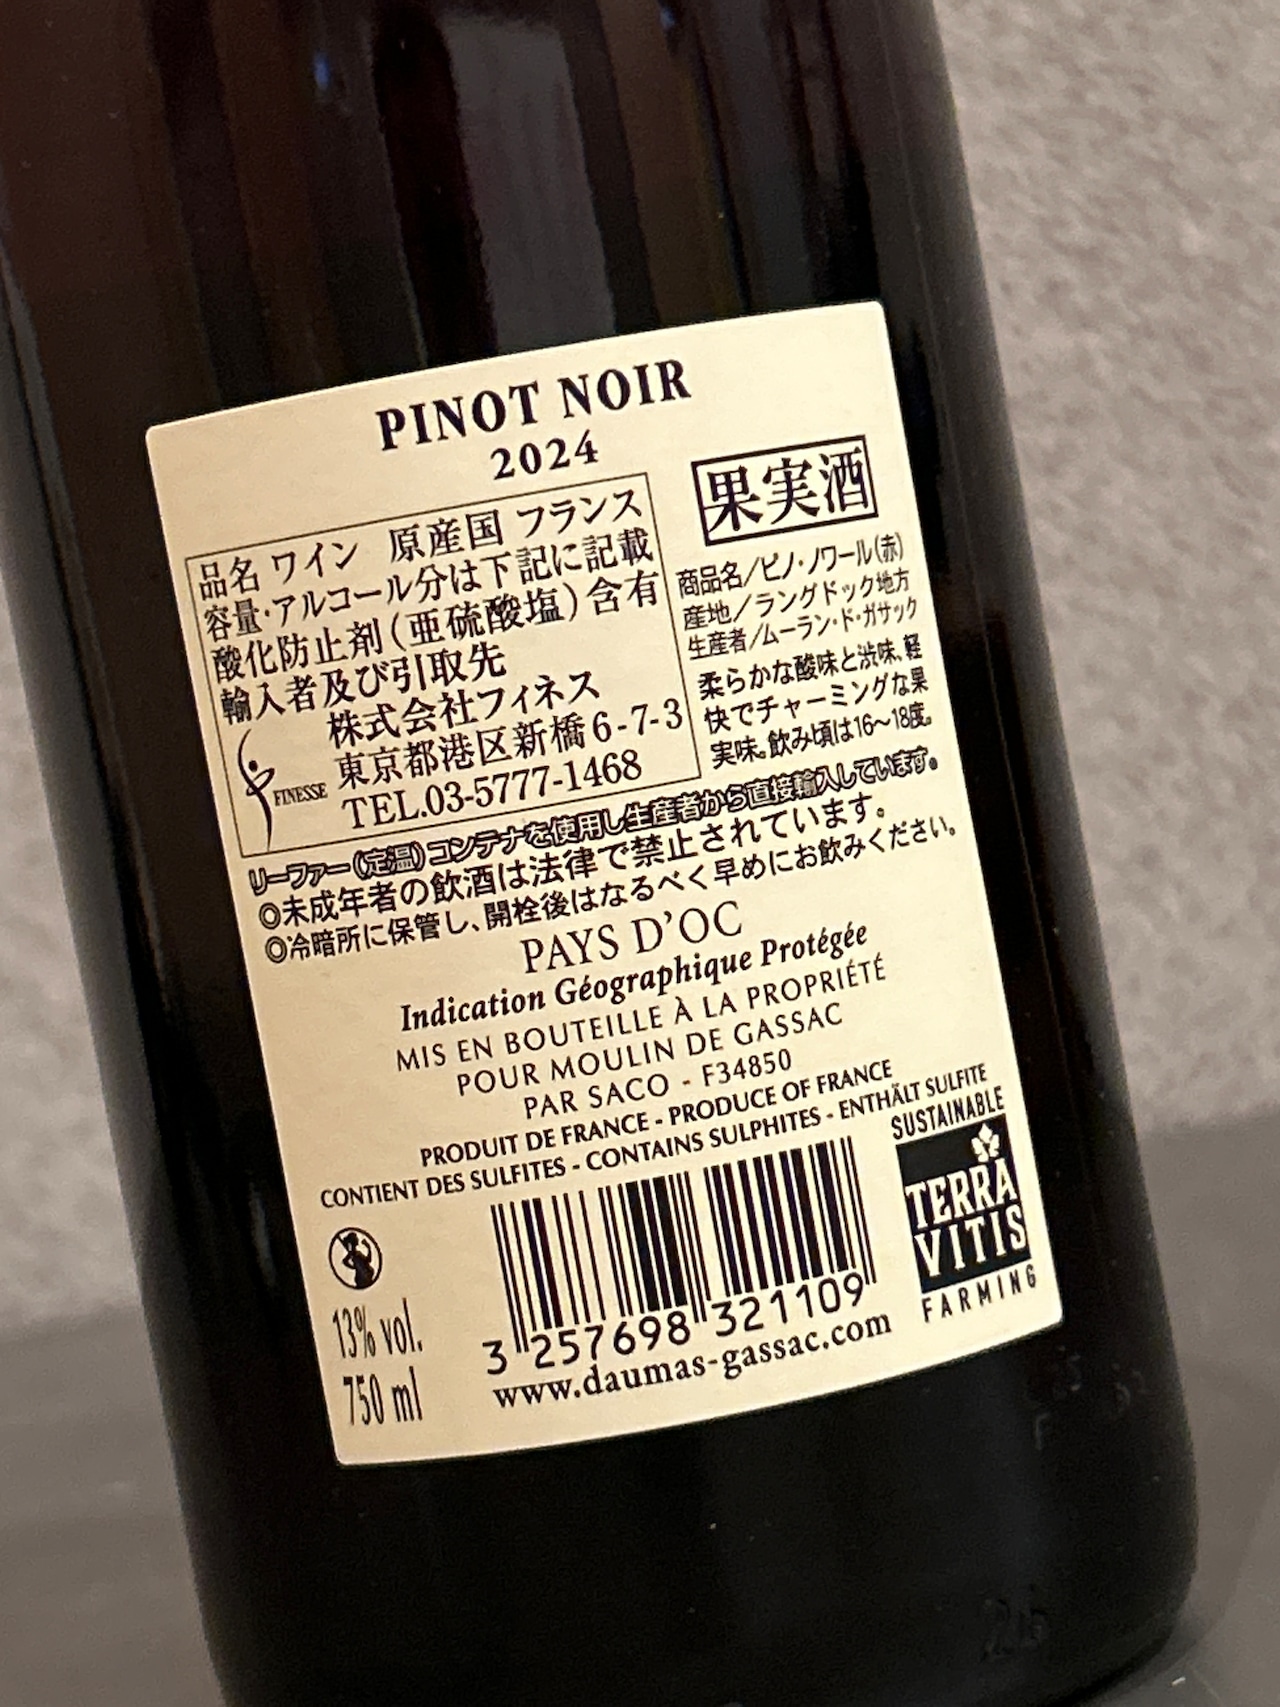 PINOT NOIR
2024
品名 ワイン 原産国 フランス
容量・アルコール分は下記に記載
酸化防止剤(亜硫酸塩)含有
輸入者及び引取先
株式会社フィネス
東京都港区新橋6-7-3
TEL.03-5777-1468
FINESSE
果実酒
商品名/ピノ・ノワール(赤)
産地/ラングドック地方
生産者/ムーラン・ド・ガサック
柔らかな酸味と渋味、軽
快でチャーミングな果
実味。飲み頃は16〜18度。
リーファー(定温)コンテナを使用し生産者から直接輸入しています。
◎未成年者の飲酒は法律で禁止されています。
◎冷暗所に保管し、開栓後はなるべく早めにお飲みください。
PAYS D'OC
Indication Géographique Protégée
MIS EN BOUTEILLE À LA PROPRIÉTÉ
POUR MOULIN DE GASSAC
PAR SACO - F34850
PRODUIT DE FRANCE - PRODUCE OF FRANCE
CONTIENT DES SULFITES - CONTAINS SULPHITES - ENTHÄLT SULFITE
SUSTAINABLE
TERRA
VITIS
FARMING
13% vol.
750 ml
3 257698 321109
www.daumas-gassac.com